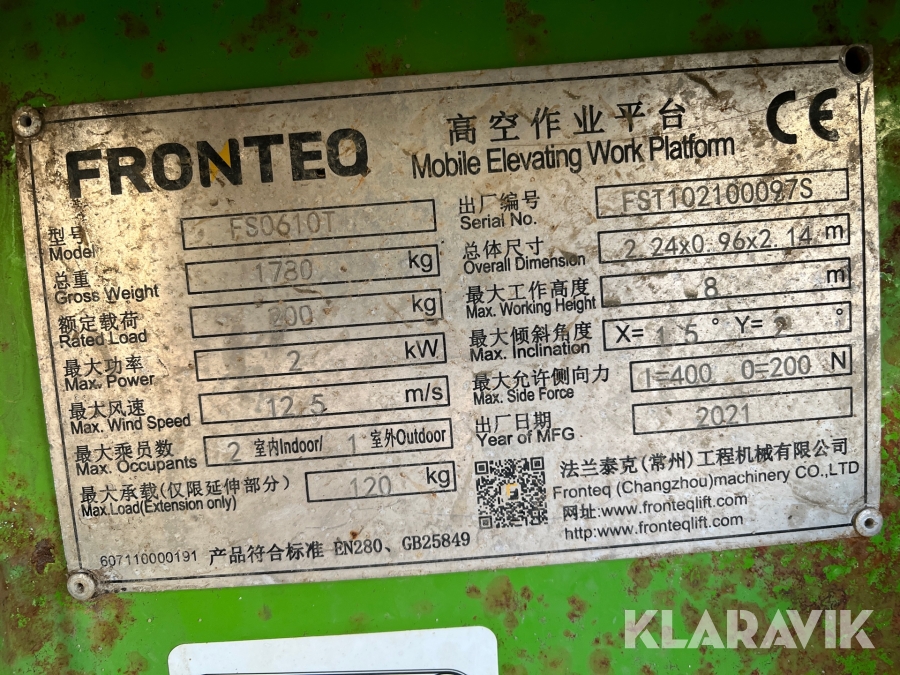 FRONTEQ
高空作业平台
Mobile Elevating Work Platform
CE
型号
Model
FS0610T
总重
Gross Weight
1780 kg
额定载荷
Rated Load
200 kg
最大功率
Max. Power
2 kW
最大风速
Max. Wind Speed
12.5 m/s
最大乘员数
Max. Occupants
2 室内Indoor/ 1 室外Outdoor
最大承载(仅限延伸部分)
Max.Load(Extension only)
120 kg
出厂编号
Serial No.
FST102100097S
总体尺寸
Overall Dimension
2.24x0.96x2.14 m
最大工作高度
Max. Working Height
8 m
最大倾斜角度
Max. Inclination
X= 1.5 ° Y= 2 °
最大允许侧向力
Max. Side Force
I=400 O=200 N
出厂日期
Year of MFG
2021
法兰泰克(常州)工程机械有限公司
Fronteq (Changzhou)machinery CO.,LTD
网址:www.fronteqlift.com
http:www.fronteqlift.com
607110000191 产品符合标准 EN280、GB25849
KLARAVIK